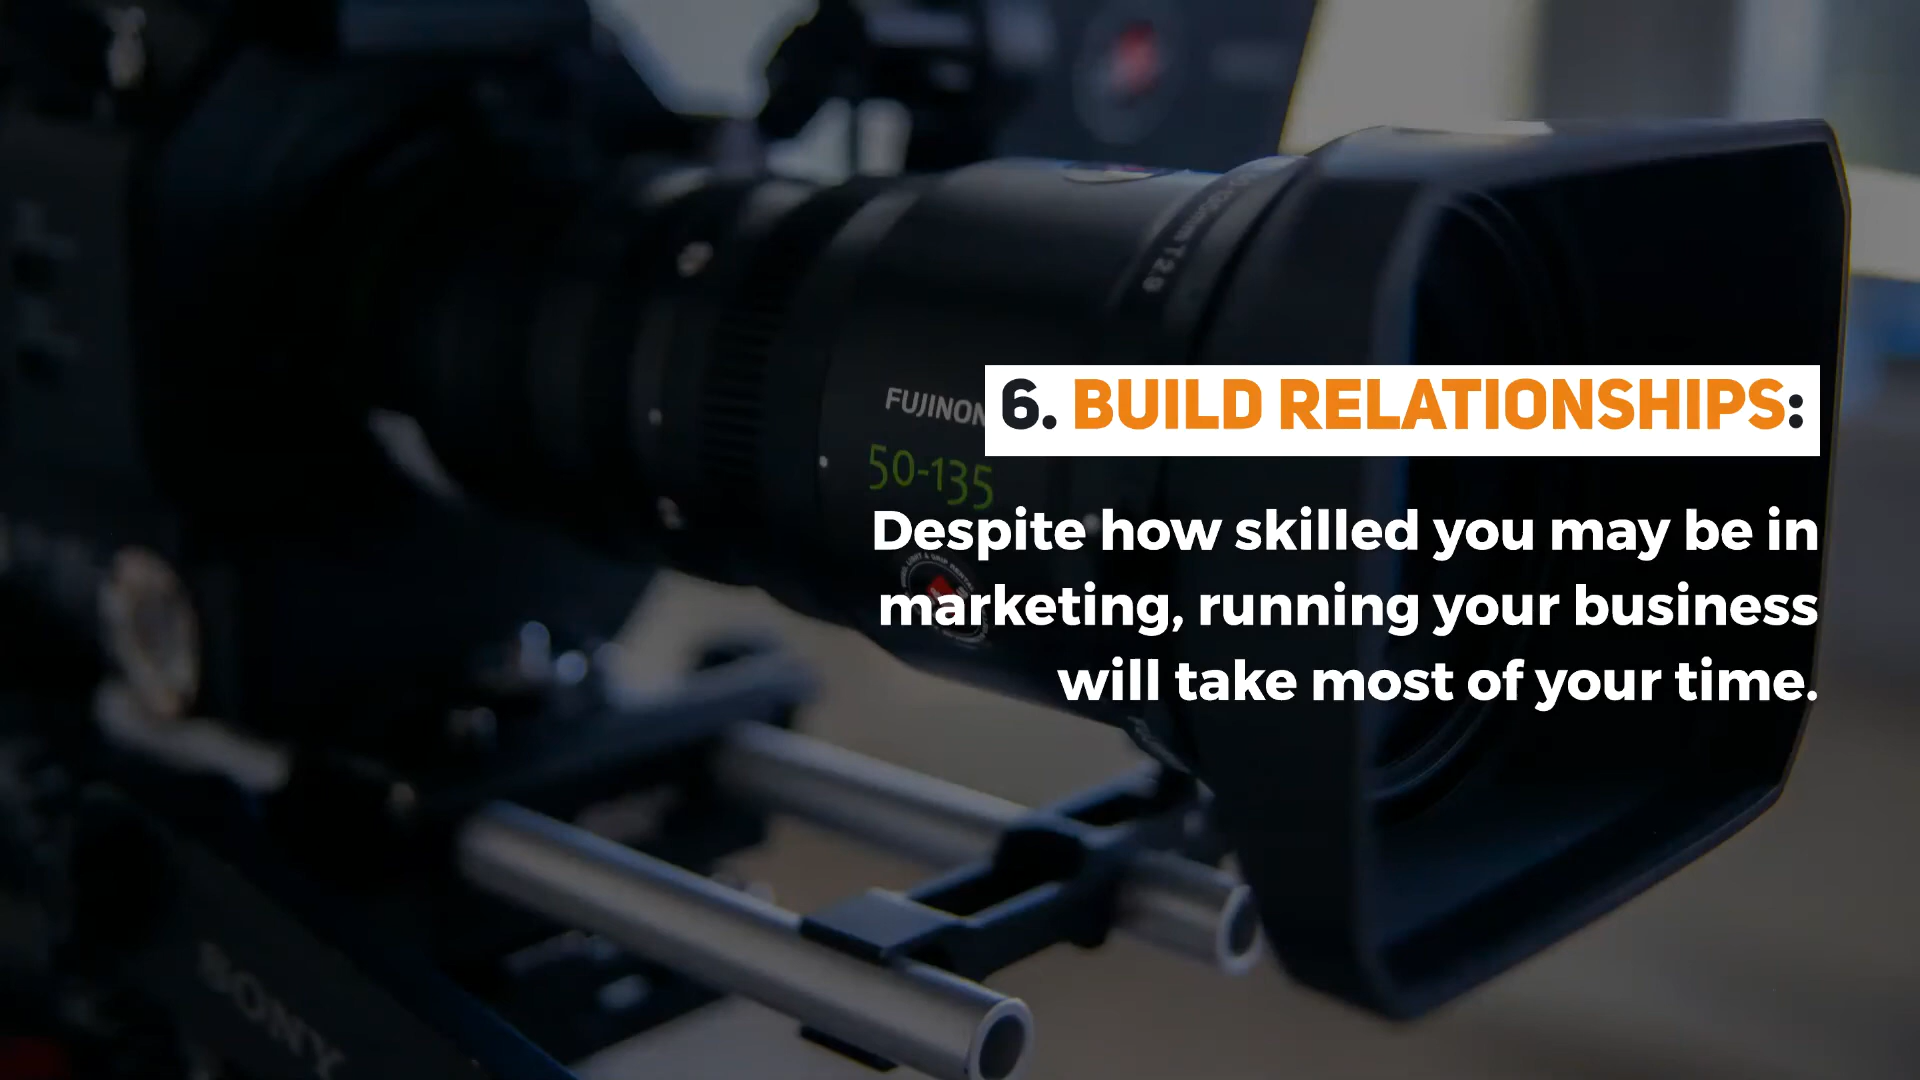 FUJINON
50-135
6. BUILD RELATIONSHIPS:
Despite how skilled you may be in
marketing, running your business
will take most of your time.
SONY